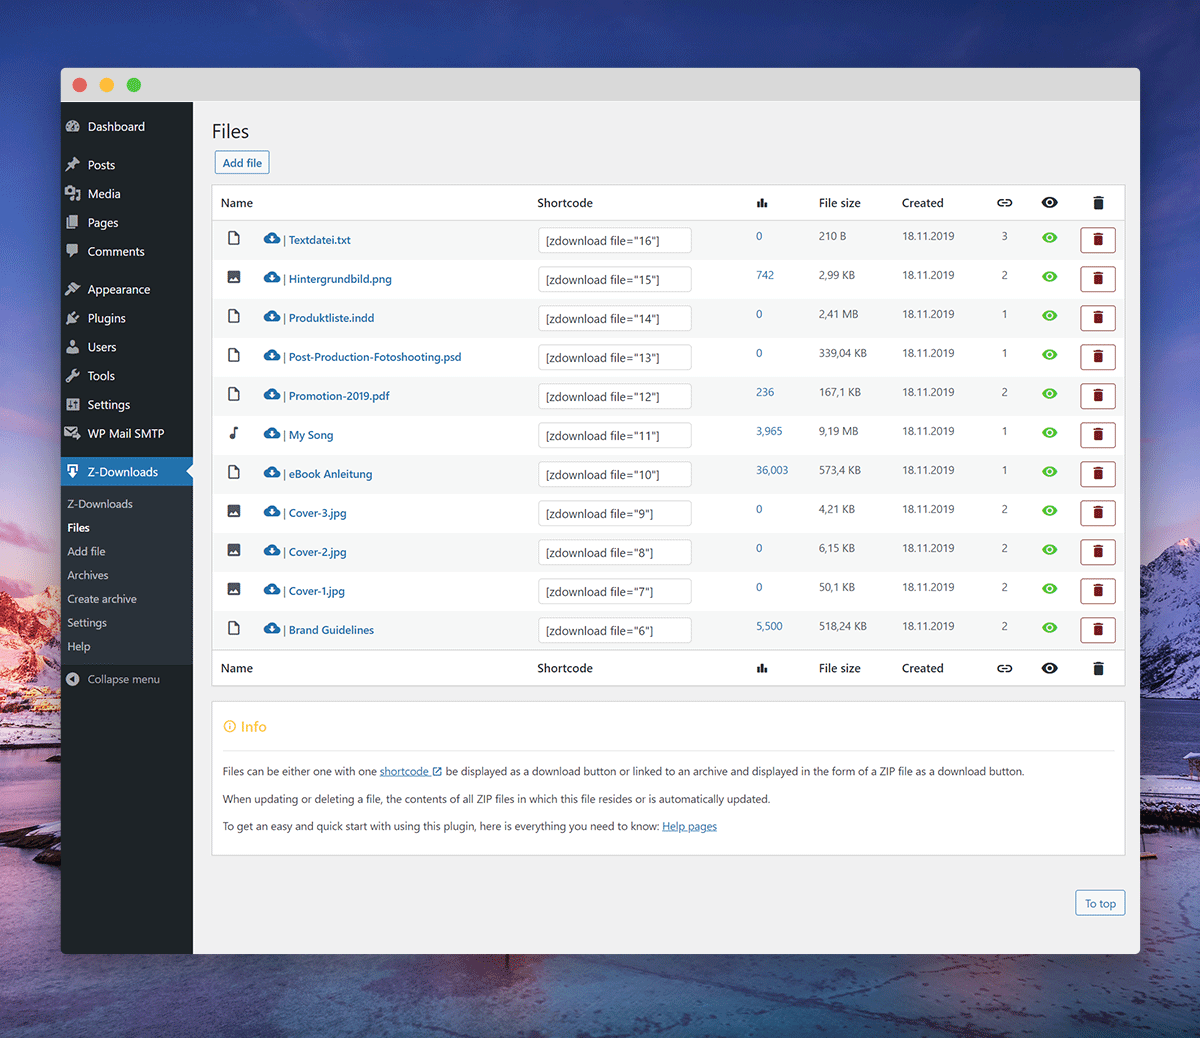 Dashboard
Posts
Media
Pages
Comments
Appearance
Plugins
Users
Tools
Settings
WP Mail SMTP
Z-Downloads
Z-Downloads
Files
Add file
Archives
Create archive
Settings
Help
Collapse menu
Files
Add file
Name Shortcode File size Created
| Textdatei.txt [zdownload file="16"] 0 210 B 18.11.2019 3
| Hintergrundbild.png [zdownload file="15"] 742 2,99 KB 18.11.2019 2
| Produktliste.indd [zdownload file="14"] 0 2,41 MB 18.11.2019 1
| Post-Production-Fotoshooting.psd [zdownload file="13"] 0 339,04 KB 18.11.2019 1
| Promotion-2019.pdf [zdownload file="12"] 236 167,1 KB 18.11.2019 2
| My Song [zdownload file="11"] 3,965 9,19 MB 18.11.2019 1
| eBook Anleitung [zdownload file="10"] 36,003 573,4 KB 18.11.2019 1
| Cover-3.jpg [zdownload file="9"] 0 4,21 KB 18.11.2019 2
| Cover-2.jpg [zdownload file="8"] 0 6,15 KB 18.11.2019 2
| Cover-1.jpg [zdownload file="7"] 0 50,1 KB 18.11.2019 2
| Brand Guidelines [zdownload file="6"] 5,500 518,24 KB 18.11.2019 2
Name Shortcode File size Created
Info
Files can be either one with one shortcode be displayed as a download button or linked to an archive and displayed in the form of a ZIP file as a download button.
When updating or deleting a file, the contents of all ZIP files in which this file resides or is automatically updated.
To get an easy and quick start with using this plugin, here is everything you need to know: Help pages
To top